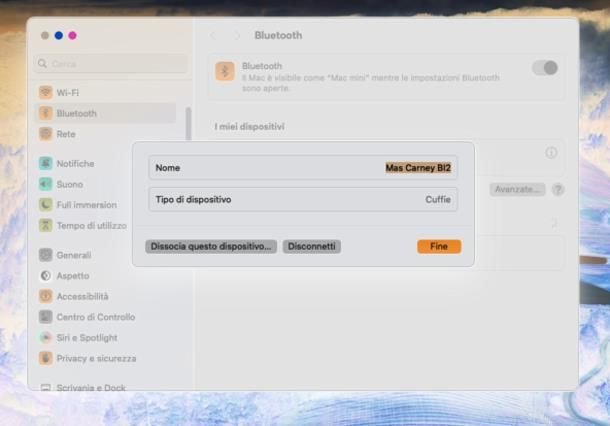 Bluetooth
Cerca
Wi-Fi
Bluetooth
Rete
Notifiche
Suono
Full immersion
Tempo di utilizzo
Generali
Aspetto
Accessibilità
Centro di Controllo
Siri e Spotlight
Privacy e sicurezza
Scrivania e Dock
Bluetooth
Il Mac è visibile come “Mac mini” mentre le impostazioni Bluetooth
sono aperte.
I miei dispositivi
Avanzate... ?
Nome Mas Carney BI2
Tipo di dispositivo Cuffie
Dissocia questo dispositivo... Disconnetti Fine